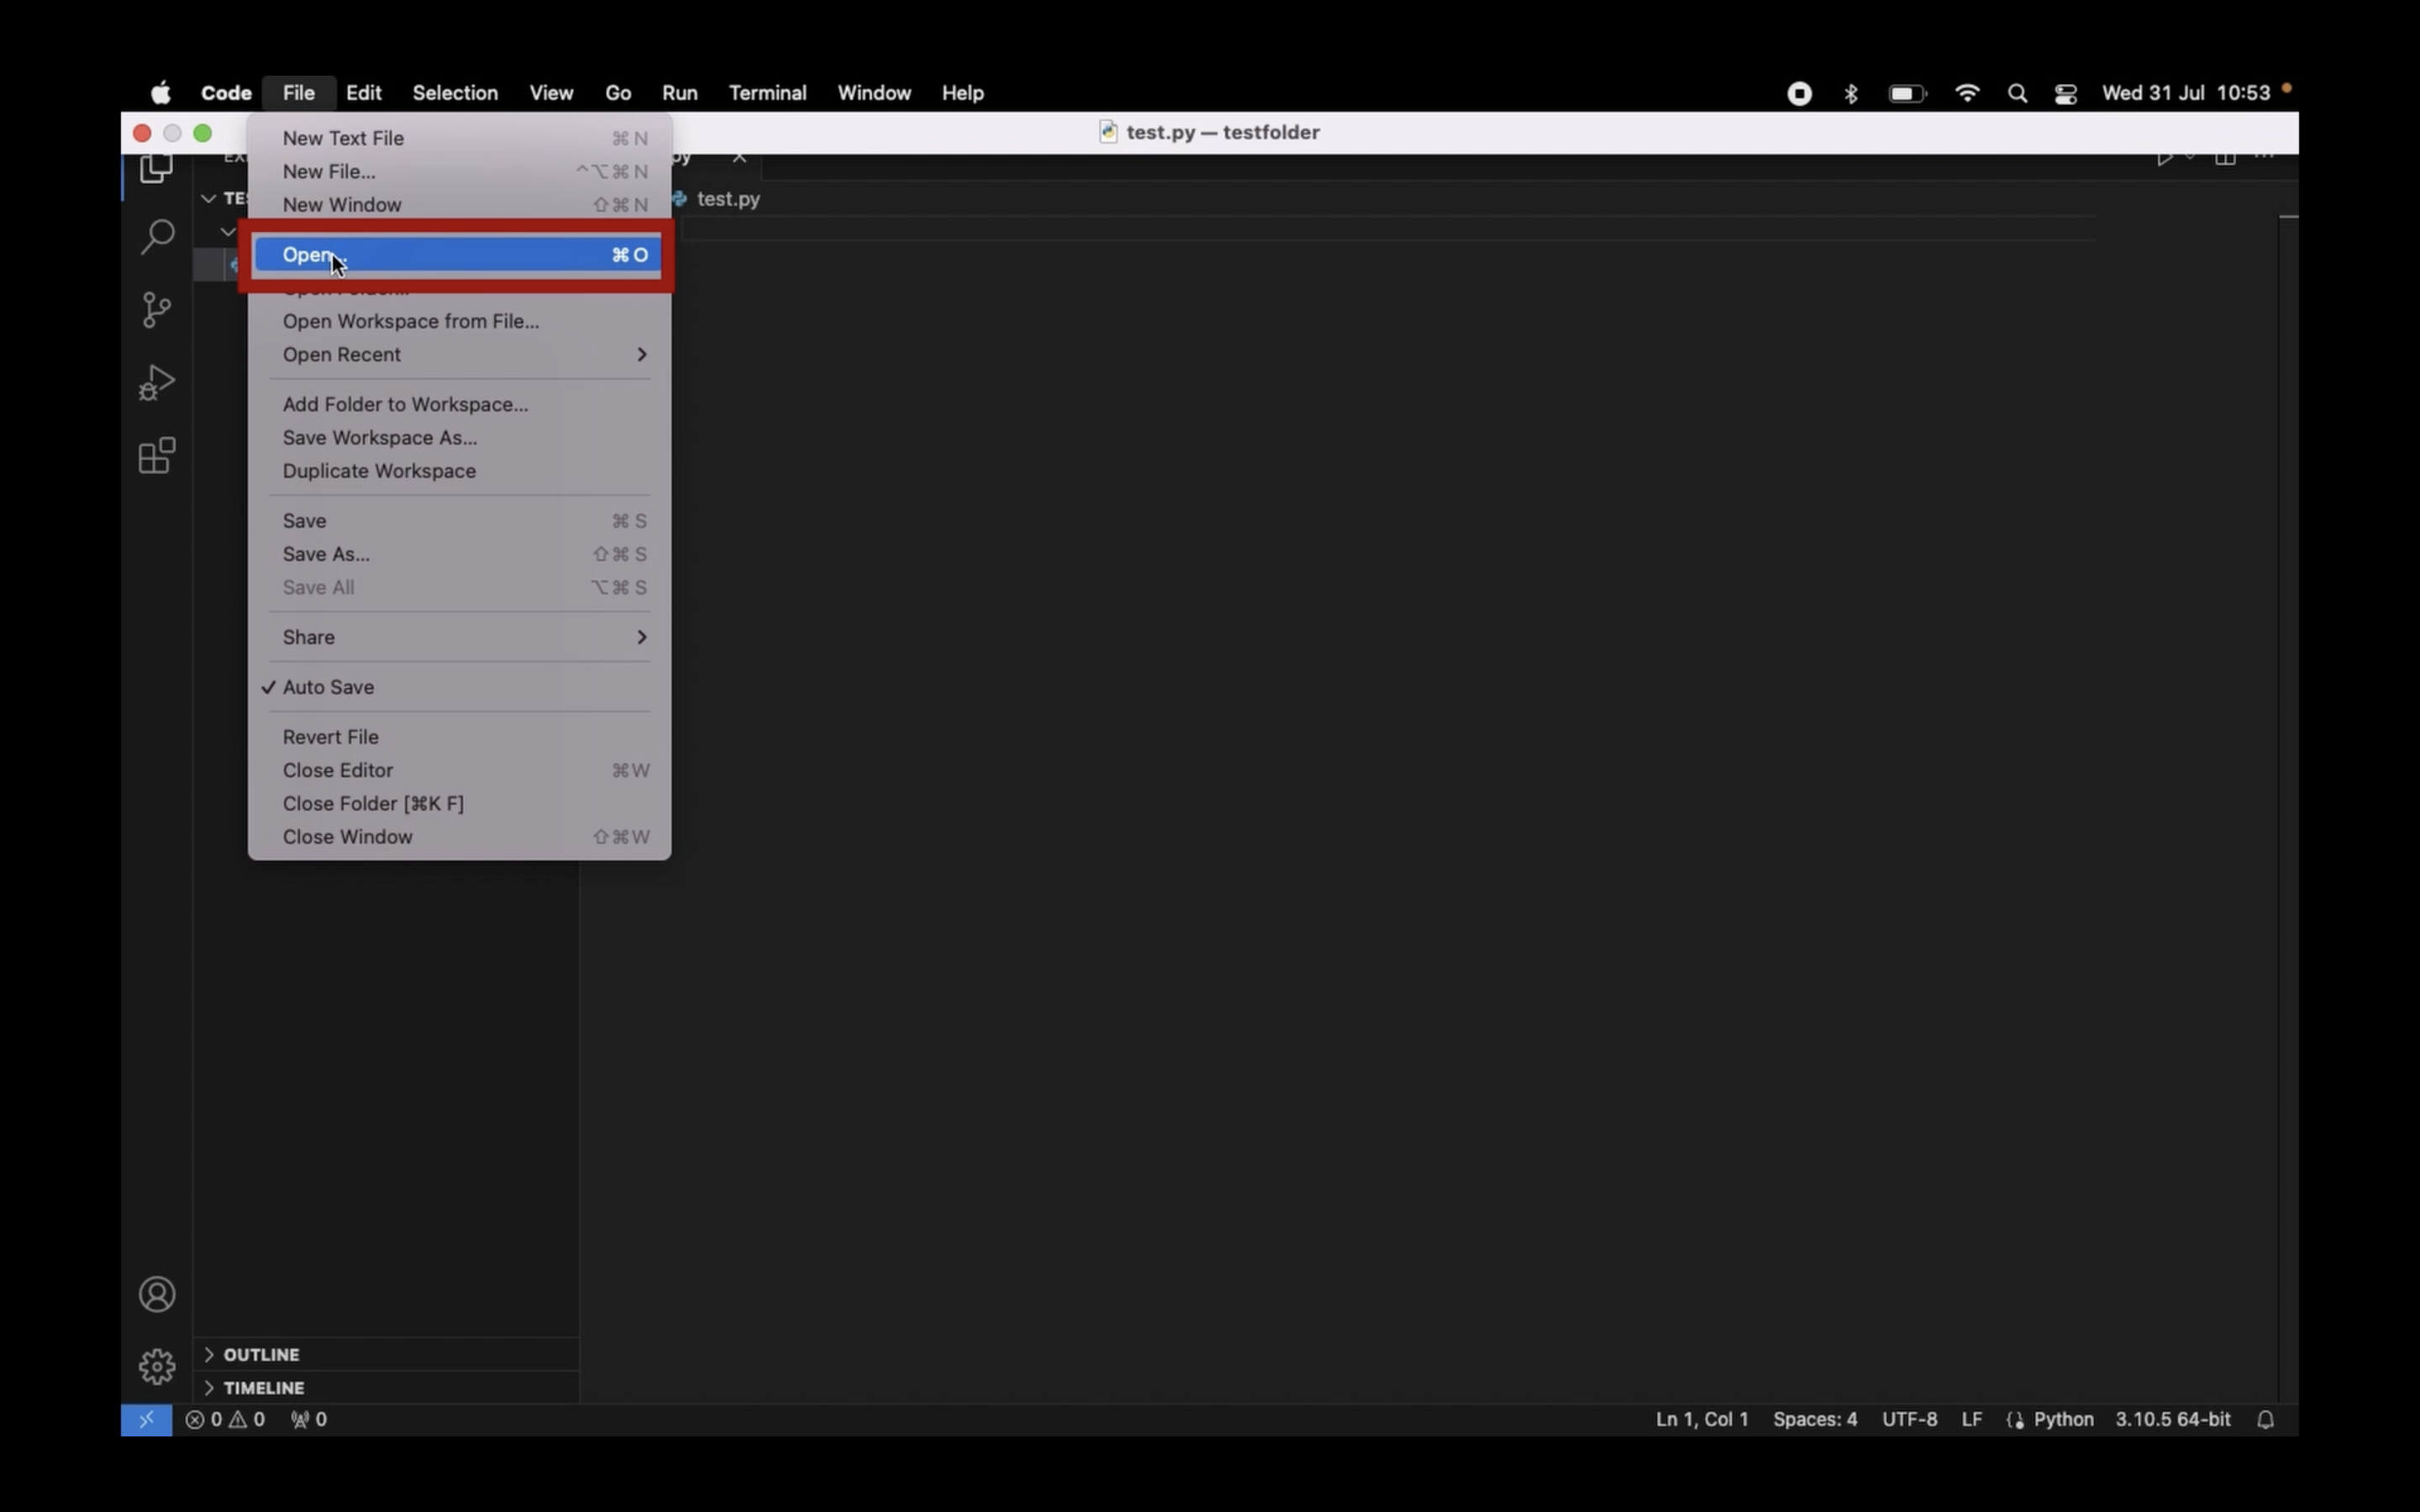 Code File Edit Selection View Go Run Terminal Window Help Wed 31 Jul 10:53
test.py — testfolder
New Text File ⌘ N
New File... ^⌥⌘ N
New Window ⇧⌘ N
test.py
Open... ⌘ O
Open Workspace from File...
Open Recent
Add Folder to Workspace...
Save Workspace As...
Duplicate Workspace
Save ⌘ S
Save As... ⇧⌘ S
Save All ⌥⌘ S
Share
✓ Auto Save
Revert File
Close Editor ⌘W
Close Folder [⌘K F]
Close Window ⇧⌘W
OUTLINE
TIMELINE
0 0 0 Ln 1, Col 1 Spaces: 4 UTF-8 LF Python 3.10.5 64-bit